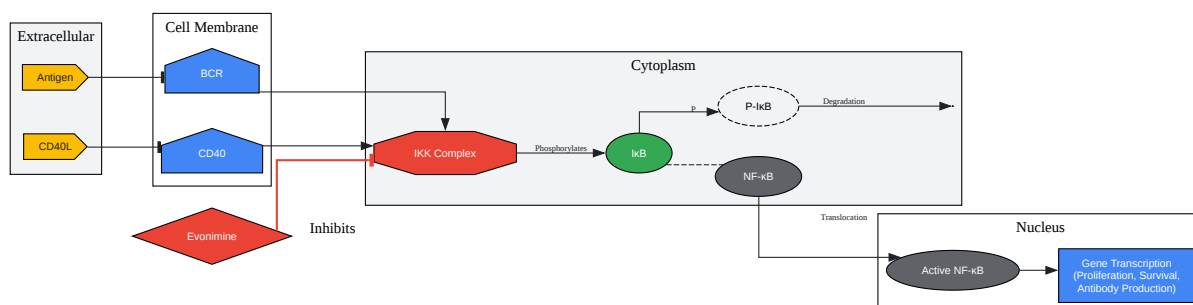 Extracellular
Antigen
CD40L
Cell Membrane
BCR
CD40
Evonimine
Inhibits
Cytoplasm
IKK Complex
Phosphorylates
IκB
P
P-IκB
Degradation
NF-κB
Translocation
Nucleus
Active NF-κB
Gene Transcription
(Proliferation, Survival,
Antibody Production)